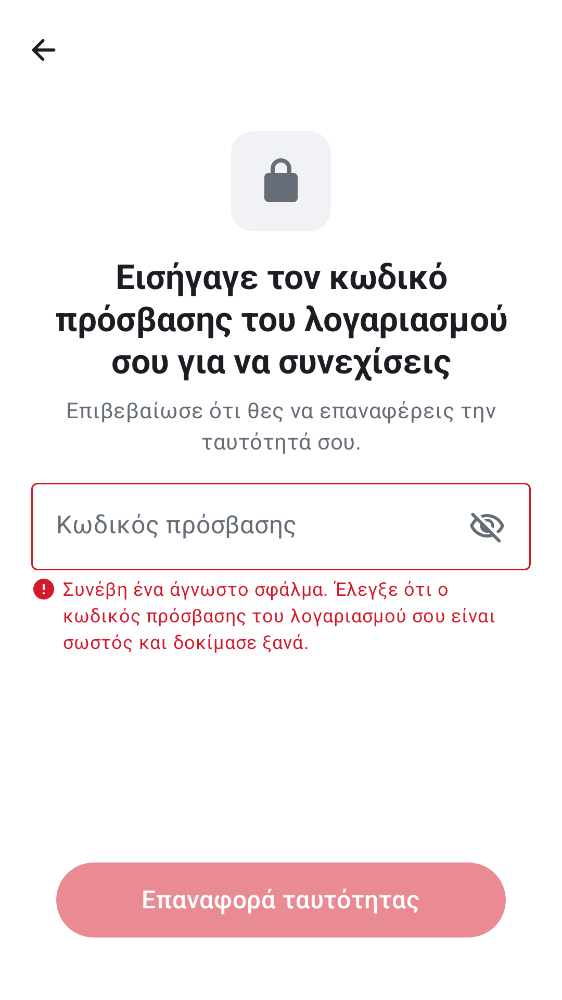 Εισήγαγε τον κωδικό
πρόσβασης του λογαριασμού
σου για να συνεχίσεις
Επιβεβαίωσε ότι θες να επαναφέρεις την
ταυτότητά σου.
Κωδικός πρόσβασης
Συνέβη ένα άγνωστο σφάλμα. Έλεγξε ότι ο
κωδικός πρόσβασης του λογαριασμού σου είναι
σωστός και δοκίμασε ξανά.
Επαναφορά ταυτότητας